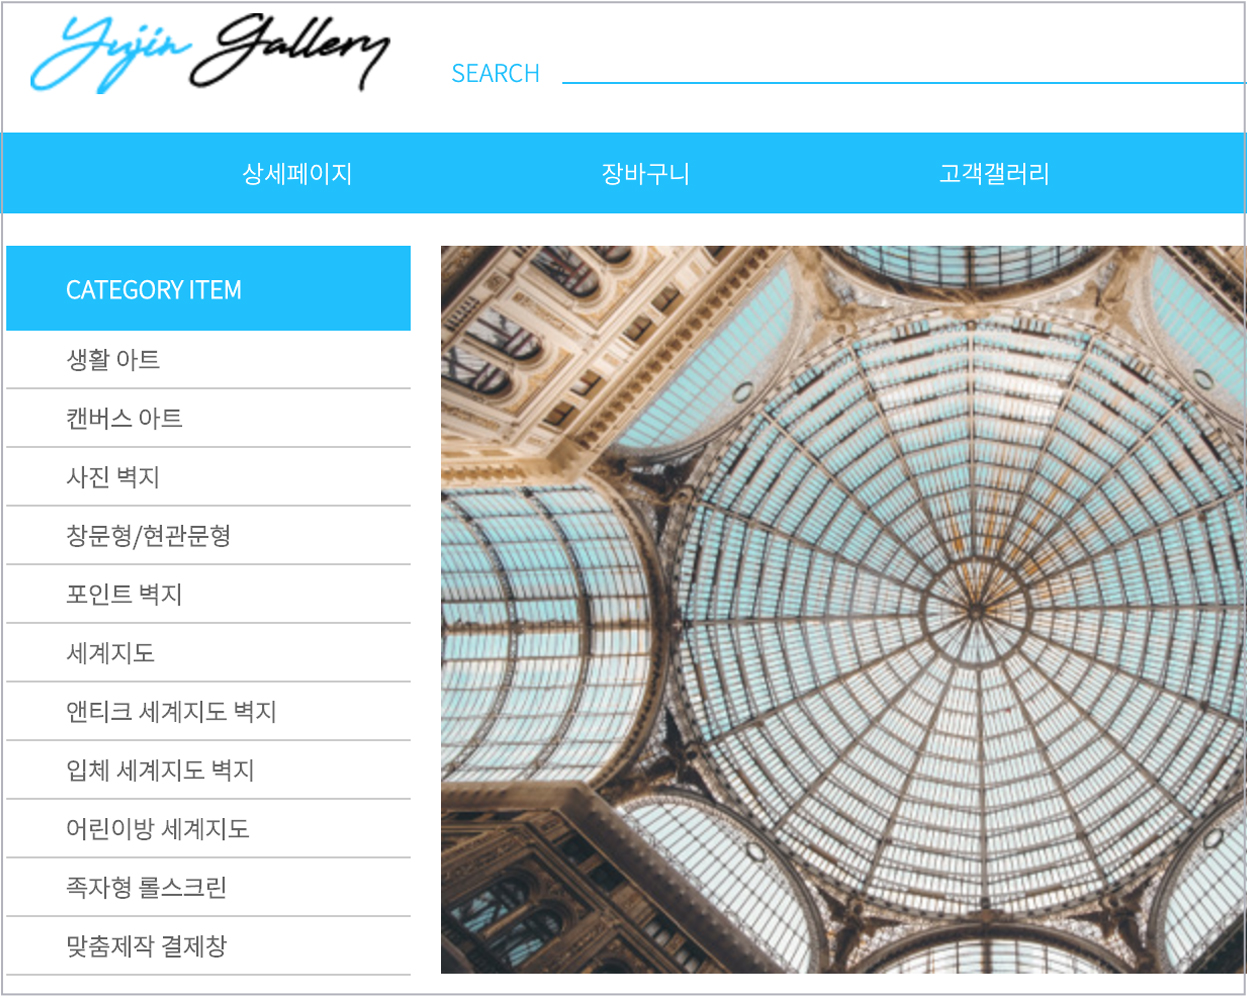 Yujin Gallery
SEARCH
상세페이지 장바구니 고객갤러리
CATEGORY ITEM
생활 아트
캔버스 아트
사진 벽지
창문형/현관문형
포인트 벽지
세계지도
앤티크 세계지도 벽지
입체 세계지도 벽지
어린이방 세계지도
족자형 롤스크린
맞춤제작 결제창